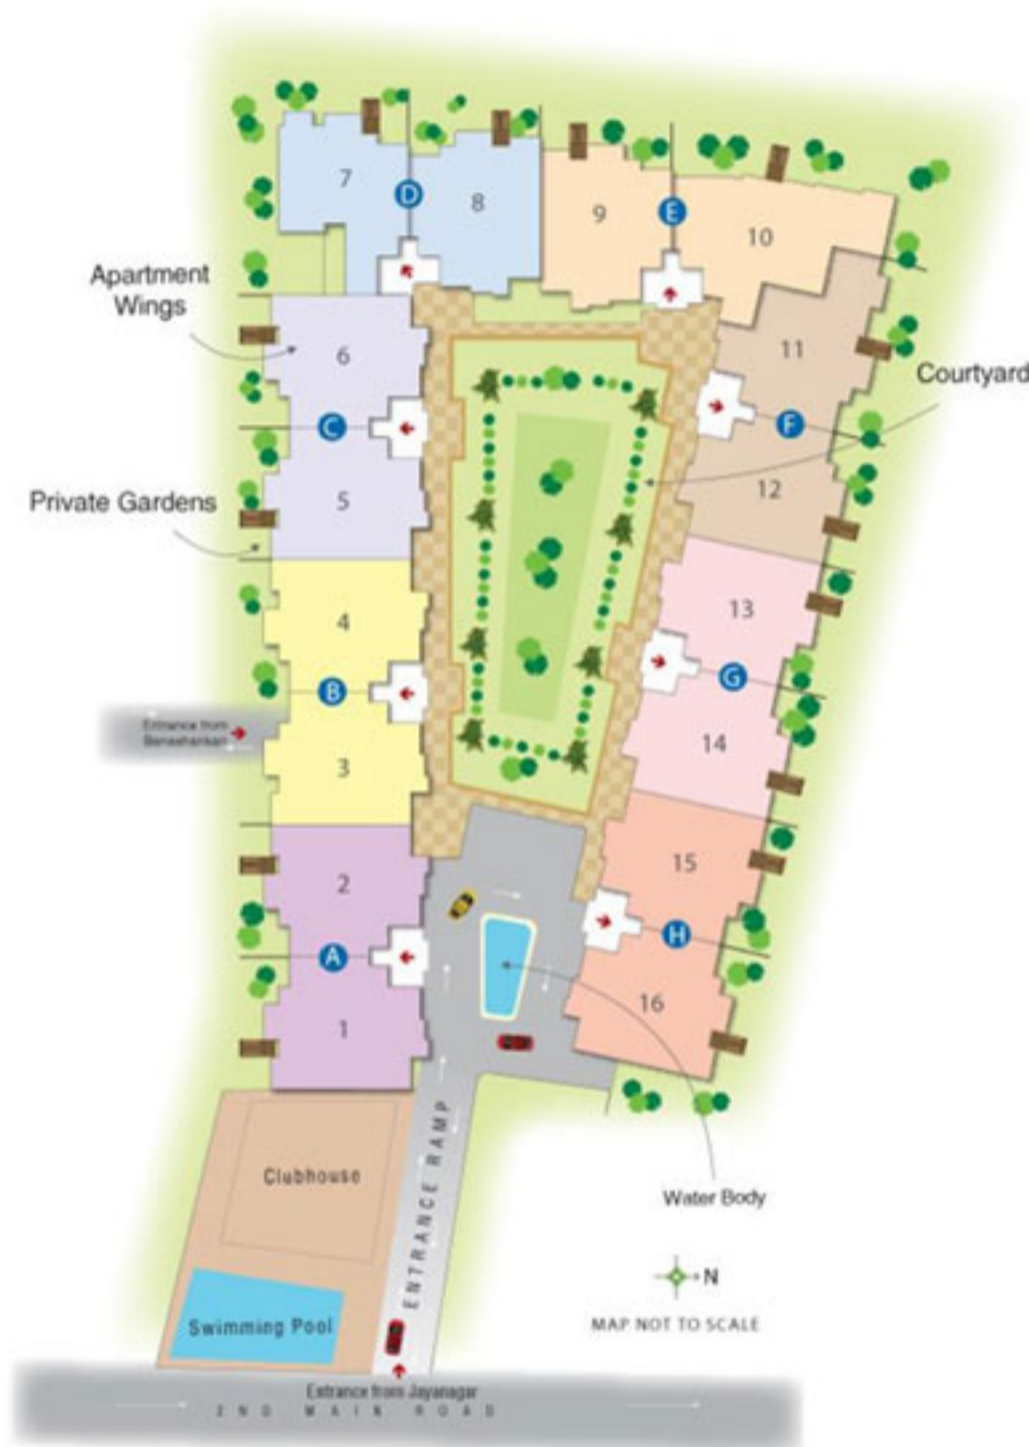 7
D
8
9
E
10
Apartment
Wings
6
11
Courtyard
C
F
Private Gardens
5
12
4
13
B
G
Entrance from
Banashankari
3
14
2
15
A
H
1
16
Clubhouse
ENTRANCE RAMP
Water Body
N
Swimming Pool
MAP NOT TO SCALE
Entrance from Jayanagar
2ND MAIN ROAD